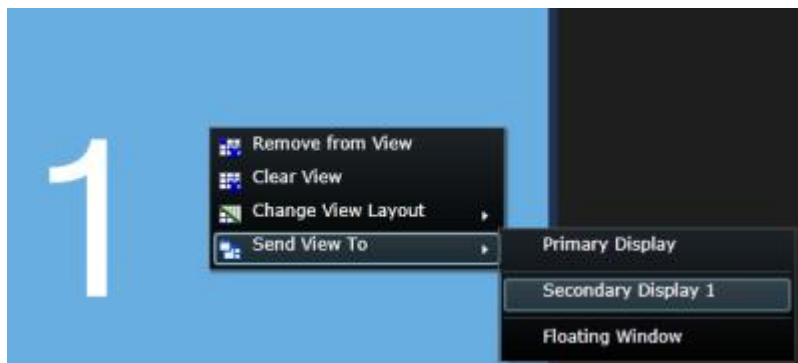 1
Remove from View
Clear View
Change View Layout
Send View To
Primary Display
Secondary Display 1
Floating Window